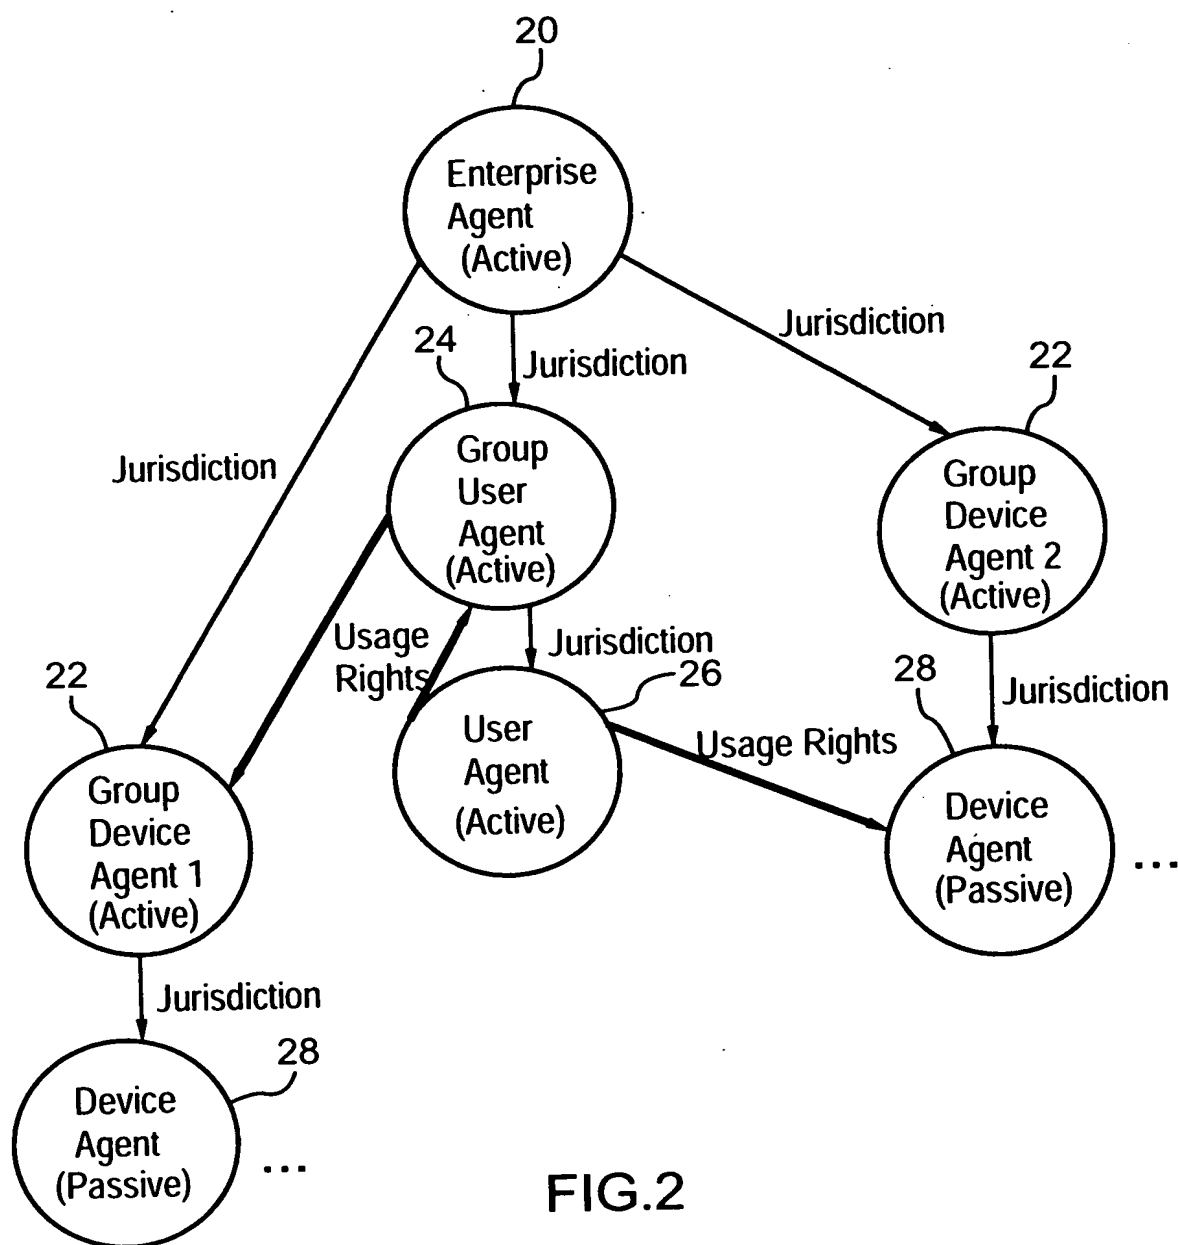 20
Enterprise
Agent
(Active)
Jurisdiction
24
Jurisdiction
22
Jurisdiction
Group
User
Agent
(Active)
Group
Device
Agent 2
(Active)
Usage
Rights
Jurisdiction
22
26
28
Jurisdiction
User
Agent
(Active)
Usage Rights
Group
Device
Agent 1
(Active)
Device
Agent
(Passive)
...
Jurisdiction
28
Device
Agent
(Passive)
...
FIG.2